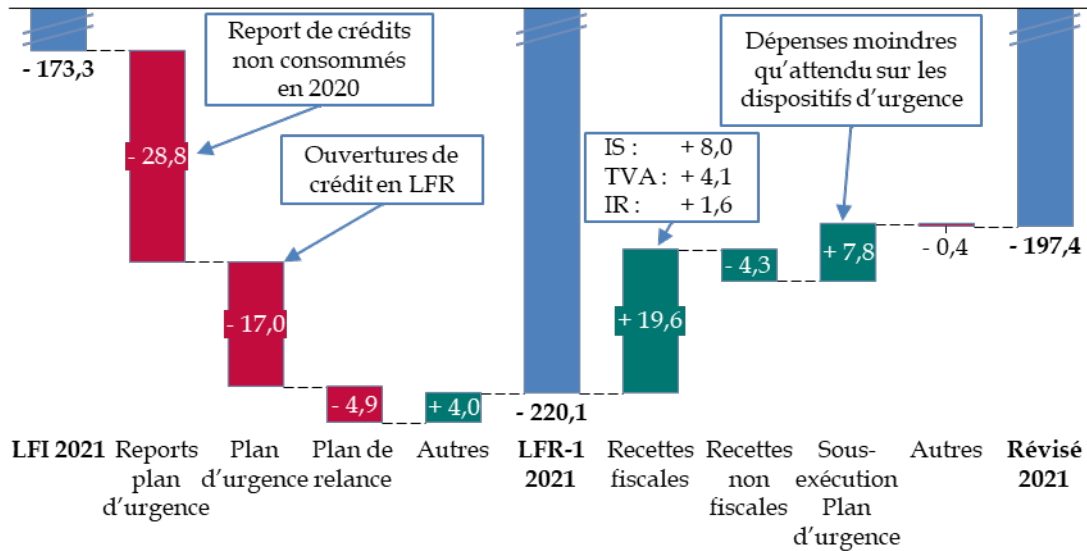 Report de crédits
non consommés
en 2020
Dépenses moindres
qu'attendu sur les
dispositifs d'urgence
- 173,3
- 28,8
Ouvertures de
crédit en LFR
IS : + 8,0
TVA : + 4,1
IR : + 1,6
- 17,0
- 4,9
+ 4,0
- 220,1
+ 19,6
- 4,3
+ 7,8
- 0,4
- 197,4
LFI 2021
Reports
plan
d'urgence
Plan
d'urgence
Plan de
relance
Autres
LFR-1
2021
Recettes
fiscales
Recettes
non
fiscales
Sous-
exécution
Plan
d'urgence
Autres
Révisé
2021